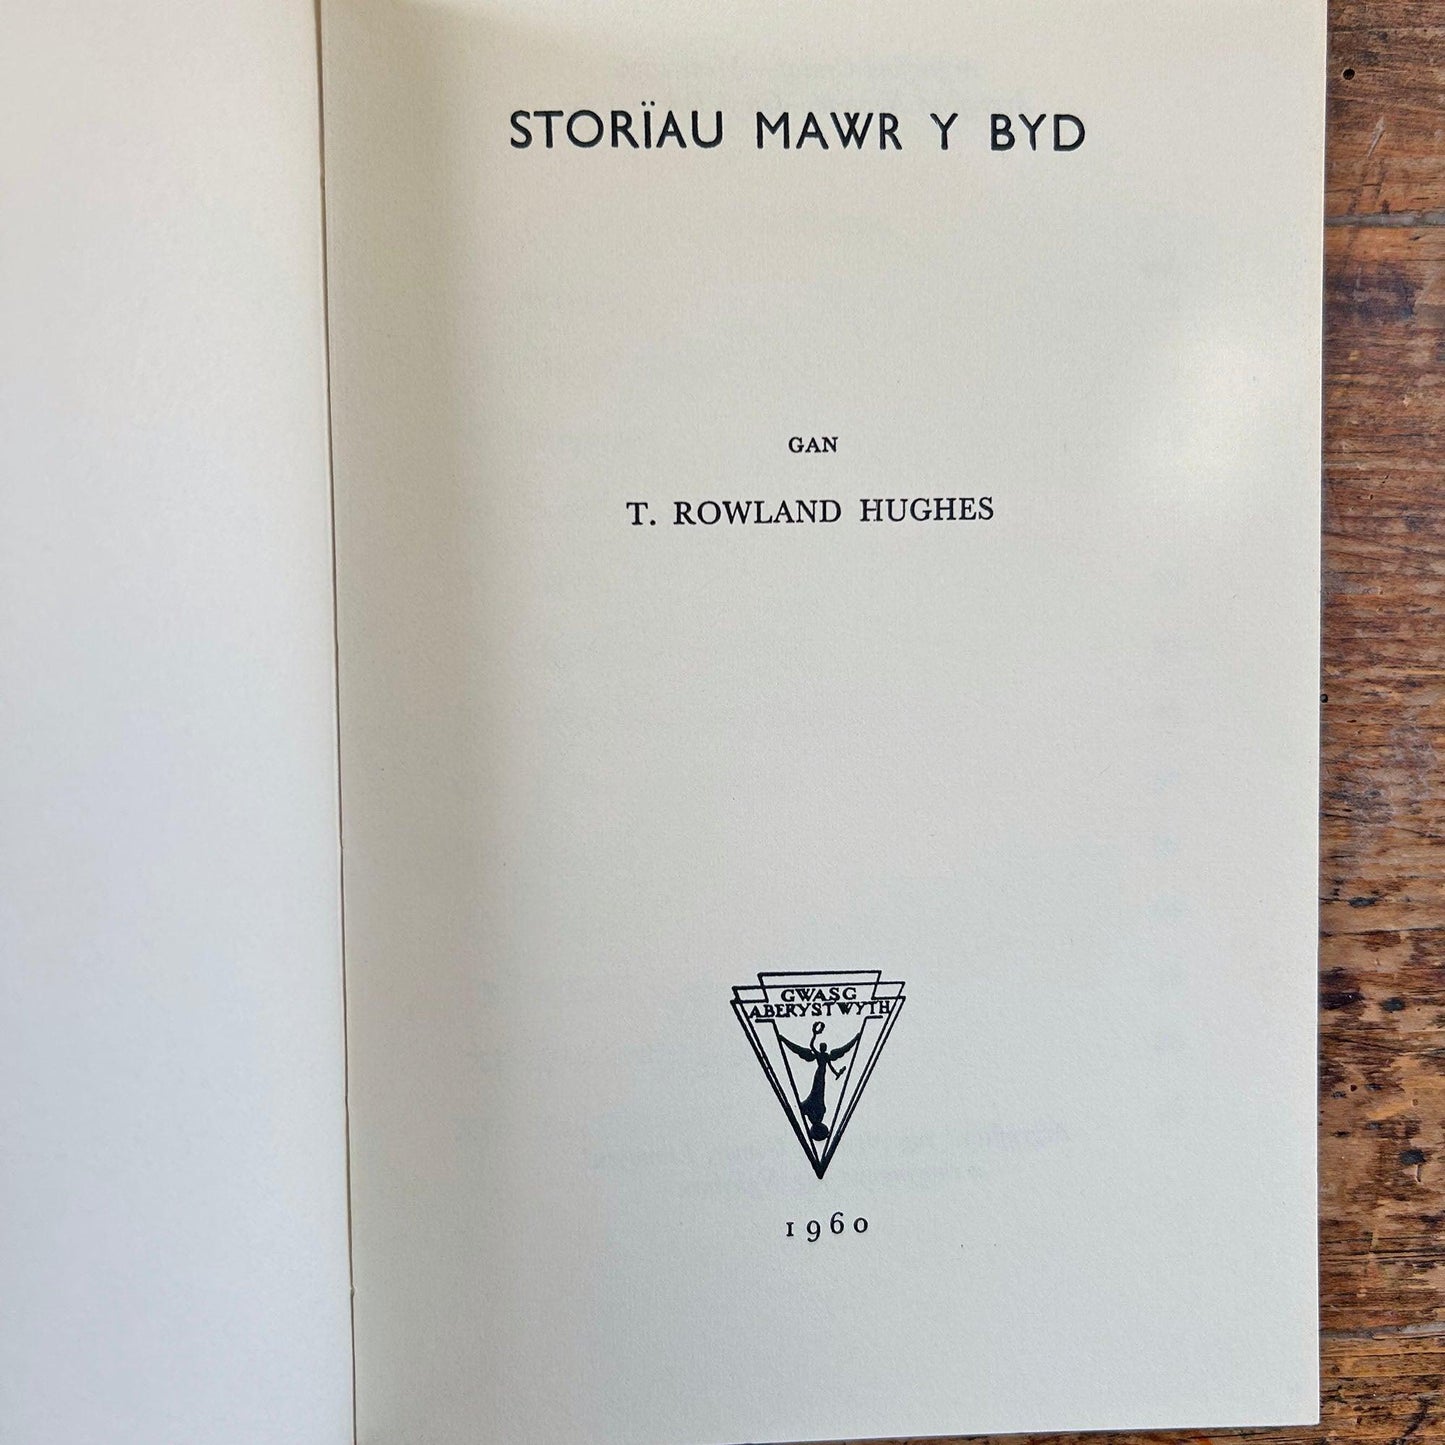 STORÏAU MAWR Y BYD
GAN
T. ROWLAND HUGHES
GWASG
ABERYSTWYTH
1960